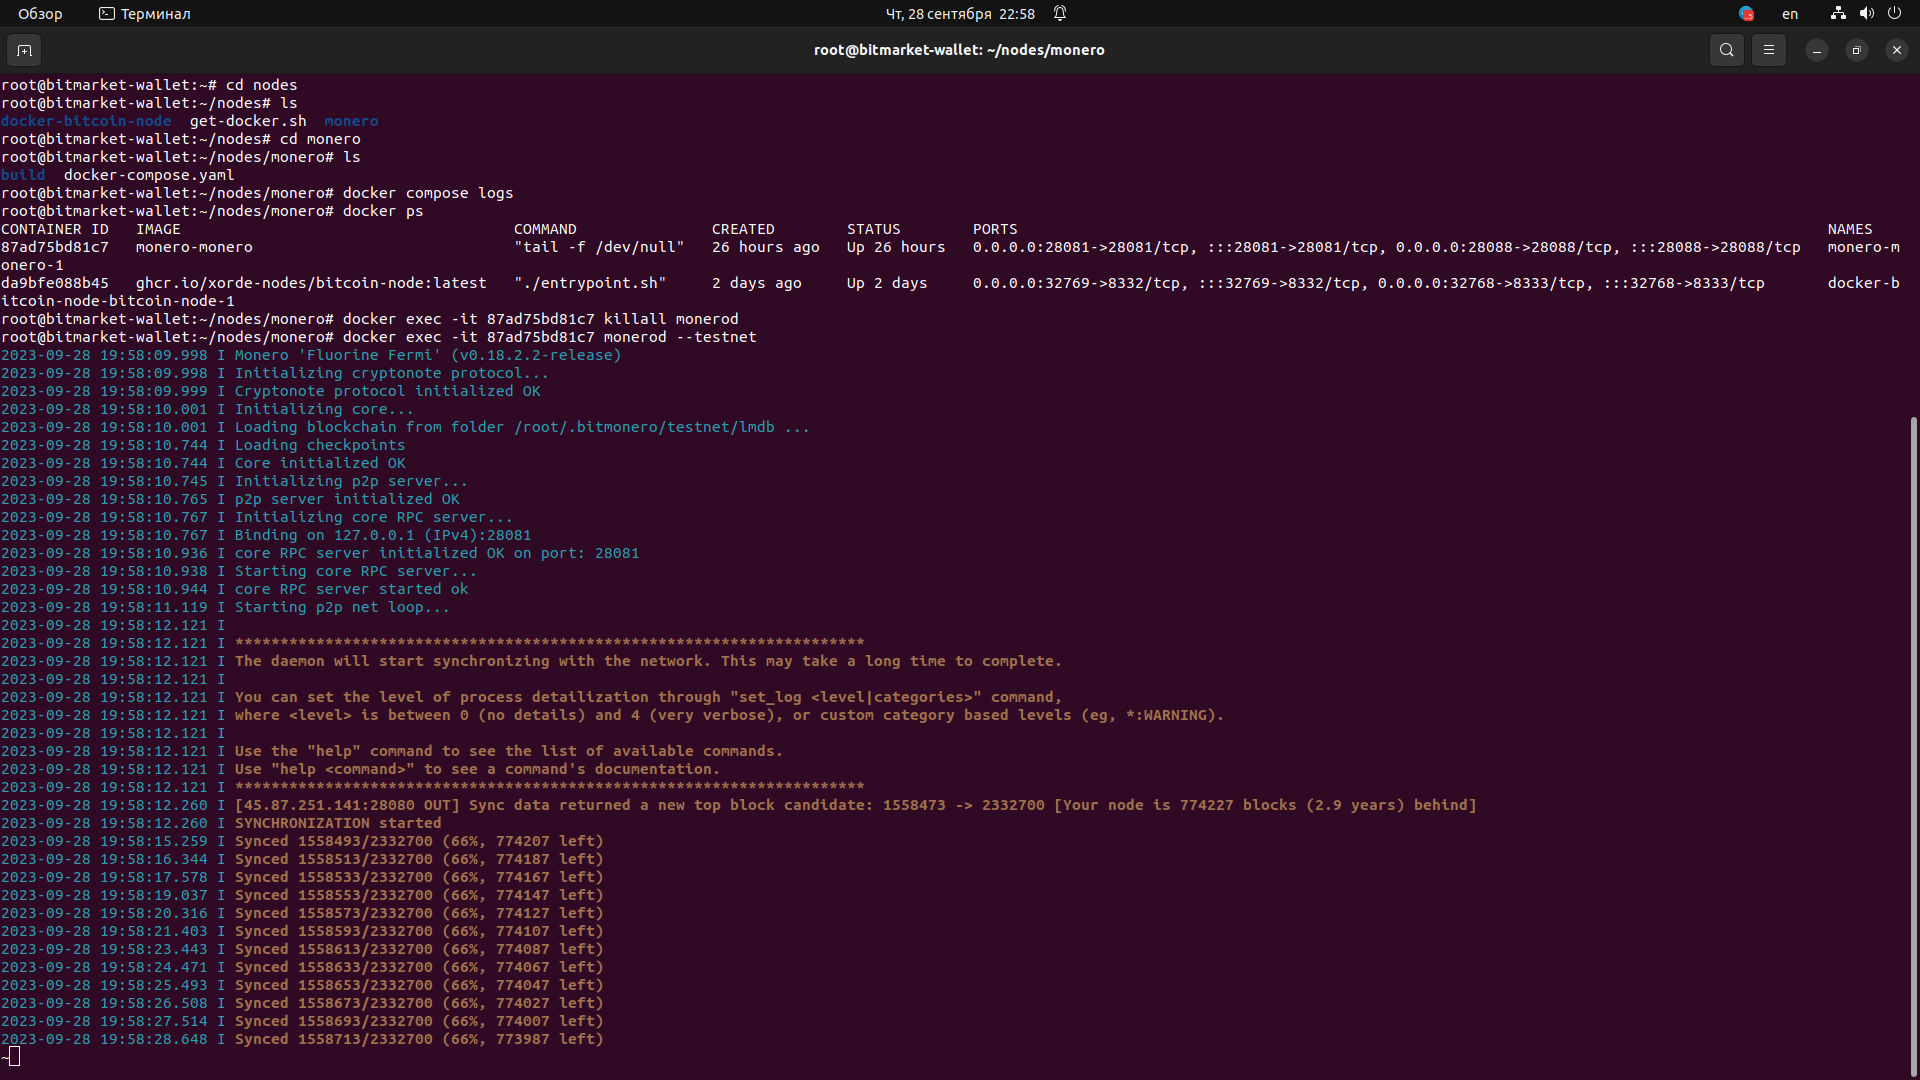 Обзор Терминал Чт, 28 сентября 22:58 en
root@bitmarket-wallet: ~/nodes/monero
root@bitmarket-wallet:~# cd nodes
root@bitmarket-wallet:~/nodes# ls
docker-bitcoin-node  get-docker.sh  monero
root@bitmarket-wallet:~/nodes# cd monero
root@bitmarket-wallet:~/nodes/monero# ls
build  docker-compose.yaml
root@bitmarket-wallet:~/nodes/monero# docker compose logs
root@bitmarket-wallet:~/nodes/monero# docker ps
CONTAINER ID   IMAGE                                     COMMAND              CREATED        STATUS        PORTS                                                                                          NAMES
87ad75bd81c7   monero-monero                             "tail -f /dev/null"   26 hours ago   Up 26 hours   0.0.0.0:28081->28081/tcp, :::28081->28081/tcp, 0.0.0.0:28088->28088/tcp, :::28088->28088/tcp   monero-m
onero-1
da9bfe088b45   ghcr.io/xorde-nodes/bitcoin-node:latest   "./entrypoint.sh"     2 days ago     Up 2 days     0.0.0.0:32769->8332/tcp, :::32769->8332/tcp, 0.0.0.0:32768->8333/tcp, :::32768->8333/tcp       docker-b
itcoin-node-bitcoin-node-1
root@bitmarket-wallet:~/nodes/monero# docker exec -it 87ad75bd81c7 killall monerod
root@bitmarket-wallet:~/nodes/monero# docker exec -it 87ad75bd81c7 monerod --testnet
2023-09-28 19:58:09.998 I Monero 'Fluorine Fermi' (v0.18.2.2-release)
2023-09-28 19:58:09.998 I Initializing cryptonote protocol...
2023-09-28 19:58:09.999 I Cryptonote protocol initialized OK
2023-09-28 19:58:10.001 I Initializing core...
2023-09-28 19:58:10.001 I Loading blockchain from folder /root/.bitmonero/testnet/lmdb ...
2023-09-28 19:58:10.744 I Loading checkpoints
2023-09-28 19:58:10.744 I Core initialized OK
2023-09-28 19:58:10.745 I Initializing p2p server...
2023-09-28 19:58:10.765 I p2p server initialized OK
2023-09-28 19:58:10.767 I Initializing core RPC server...
2023-09-28 19:58:10.767 I Binding on 127.0.0.1 (IPv4):28081
2023-09-28 19:58:10.936 I core RPC server initialized OK on port: 28081
2023-09-28 19:58:10.938 I Starting core RPC server...
2023-09-28 19:58:10.944 I core RPC server started ok
2023-09-28 19:58:11.119 I Starting p2p net loop...
2023-09-28 19:58:12.121 I
2023-09-28 19:58:12.121 I **********************************************************************
2023-09-28 19:58:12.121 I The daemon will start synchronizing with the network. This may take a long time to complete.
2023-09-28 19:58:12.121 I
2023-09-28 19:58:12.121 I You can set the level of process detailization through "set_log <level|categories>" command,
2023-09-28 19:58:12.121 I where <level> is between 0 (no details) and 4 (very verbose), or custom category based levels (eg, *:WARNING).
2023-09-28 19:58:12.121 I
2023-09-28 19:58:12.121 I Use the "help" command to see the list of available commands.
2023-09-28 19:58:12.121 I Use "help <command>" to see a command's documentation.
2023-09-28 19:58:12.121 I **********************************************************************
2023-09-28 19:58:12.260 I [45.87.251.141:28080 OUT] Sync data returned a new top block candidate: 1558473 -> 2332700 [Your node is 774227 blocks (2.9 years) behind]
2023-09-28 19:58:12.260 I SYNCHRONIZATION started
2023-09-28 19:58:15.259 I Synced 1558493/2332700 (66%, 774207 left)
2023-09-28 19:58:16.344 I Synced 1558513/2332700 (66%, 774187 left)
2023-09-28 19:58:17.578 I Synced 1558533/2332700 (66%, 774167 left)
2023-09-28 19:58:19.037 I Synced 1558553/2332700 (66%, 774147 left)
2023-09-28 19:58:20.316 I Synced 1558573/2332700 (66%, 774127 left)
2023-09-28 19:58:21.403 I Synced 1558593/2332700 (66%, 774107 left)
2023-09-28 19:58:23.443 I Synced 1558613/2332700 (66%, 774087 left)
2023-09-28 19:58:24.471 I Synced 1558633/2332700 (66%, 774067 left)
2023-09-28 19:58:25.493 I Synced 1558653/2332700 (66%, 774047 left)
2023-09-28 19:58:26.508 I Synced 1558673/2332700 (66%, 774027 left)
2023-09-28 19:58:27.514 I Synced 1558693/2332700 (66%, 774007 left)
2023-09-28 19:58:28.648 I Synced 1558713/2332700 (66%, 773987 left)
~